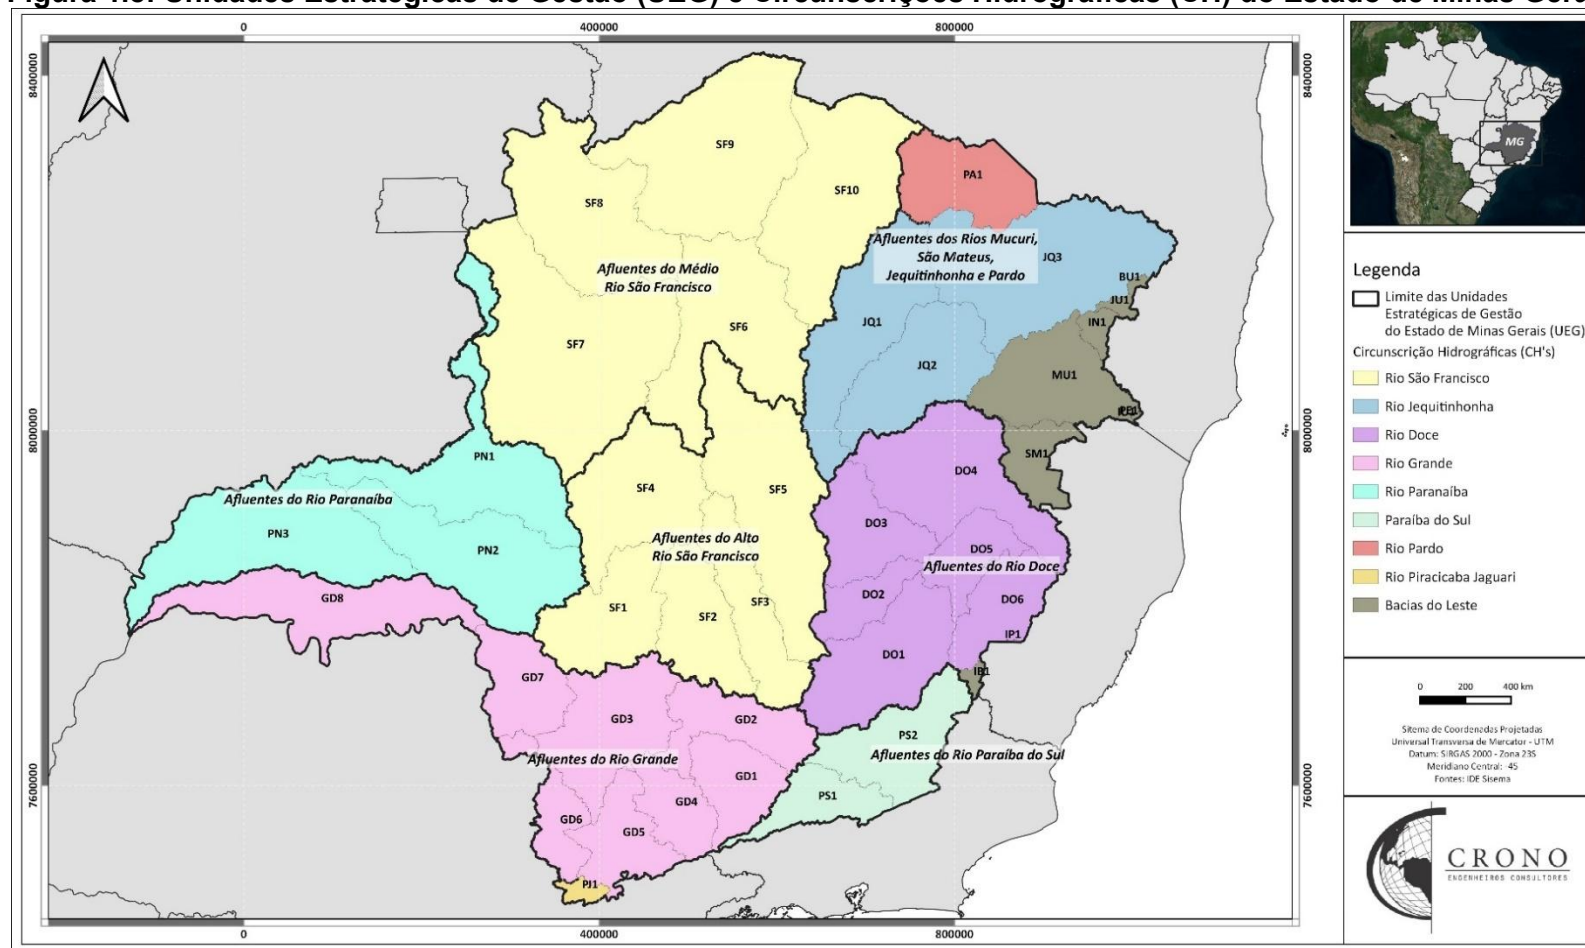 Figura 4.8: Unidades Estratégicas de Gestão (UEG) e Circunscrições Hidrográficas (CH) do Estado de Minas
0
400000
800000
8400000
8400000
MG
SF9
SF10
PA1
SF8
Afluentes dos Rios Mucuri,
São Mateus,
Jequitinhonha e Pardo
JQ3
Afluentes do Médio
Rio São Francisco
BU1
JU1
IN1
JQ1
SF6
SF7
JQ2
MU1
8000000
8000000
PN1
SM1
DO4
SF4
SF5
Afluentes do Rio Paranaíba
PN3
DO3
PN2
Afluentes do Alto
Rio São Francisco
DO5
Afluentes do Rio Doce
GD8
SF1
SF2
SF3
DO2
DO6
IP1
DO1
IB1
GD7
GD3
GD2
PS2
Afluentes do Rio Grande
Afluentes do Rio Paraíba do Sul
GD1
7600000
7600000
GD4
PS1
GD6
GD5
PJ1
0
400000
800000
Legenda
Limite das Unidades
Estratégicas de Gestão
do Estado de Minas Gerais (UEG)
Circunscrição Hidrográficas (CH's)
Rio São Francisco
Rio Jequitinhonha
Rio Doce
Rio Grande
Rio Paranaíba
Paraíba do Sul
Rio Pardo
Rio Piracicaba Jaguari
Bacias do Leste
0 200 400 km
Sitema de Coordenadas Projetadas
Universal Transversa de Mercator - UTM
Datum: SIRGAS 2000 - Zona 23S
Meridiano Central: -45
Fontes: IDE Sisema
CRONO
ENGENHEIROS CONSULTORES